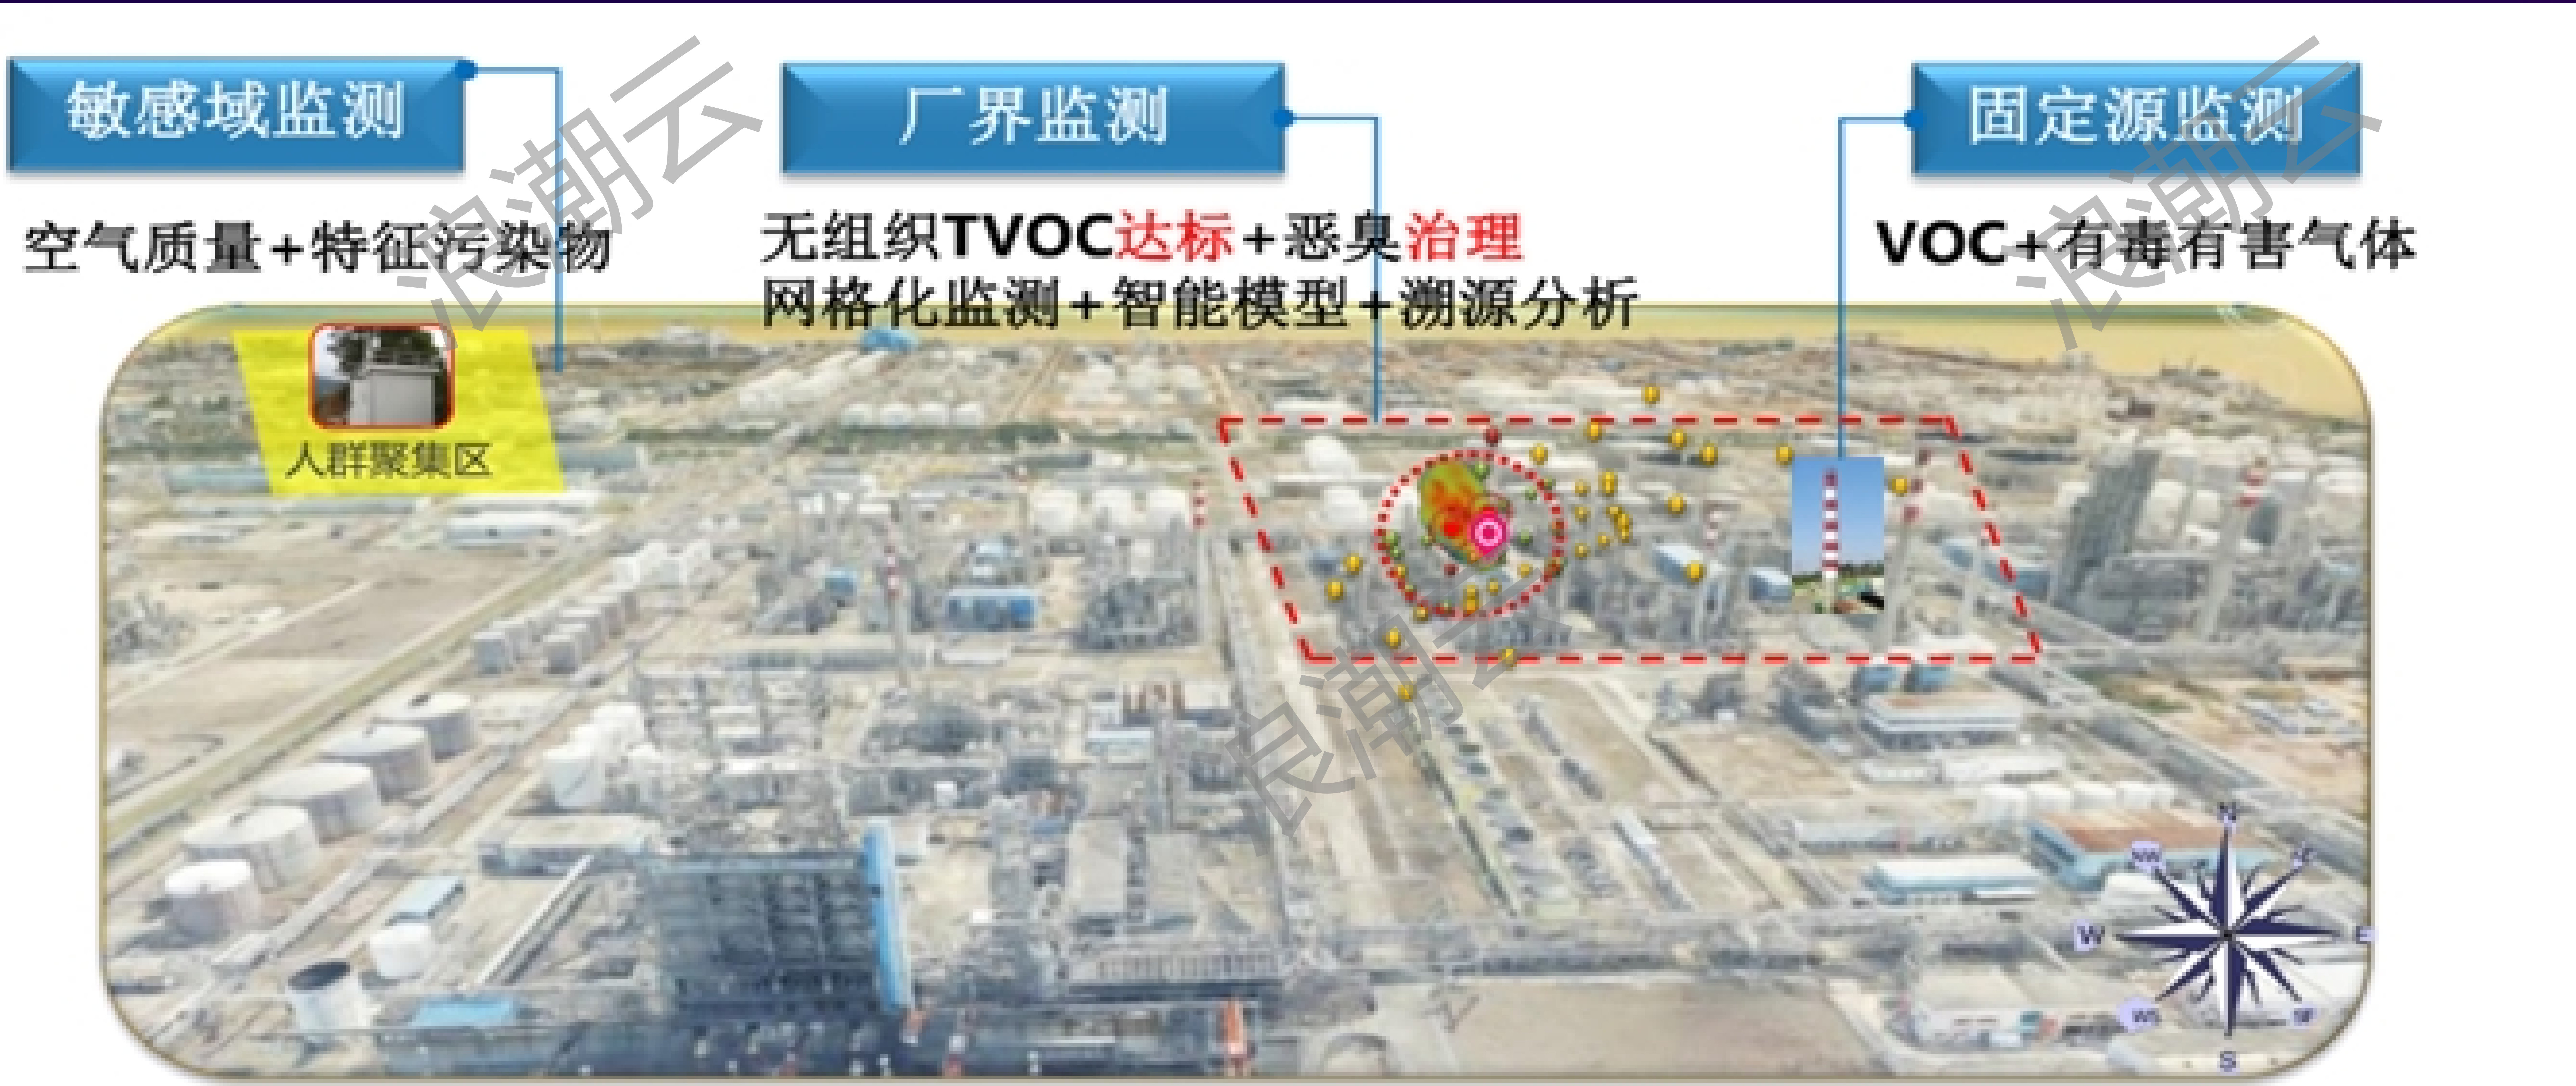 敏感域监测
厂界监测
固定源监测
空气质量+特征污染物
无组织TVOC达标+恶臭治理
网格化监测+智能模型+溯源分析
VOC+有毒有害气体
人群聚集区
浪潮云
浪潮云
浪潮云
N
NW
W
WS
S